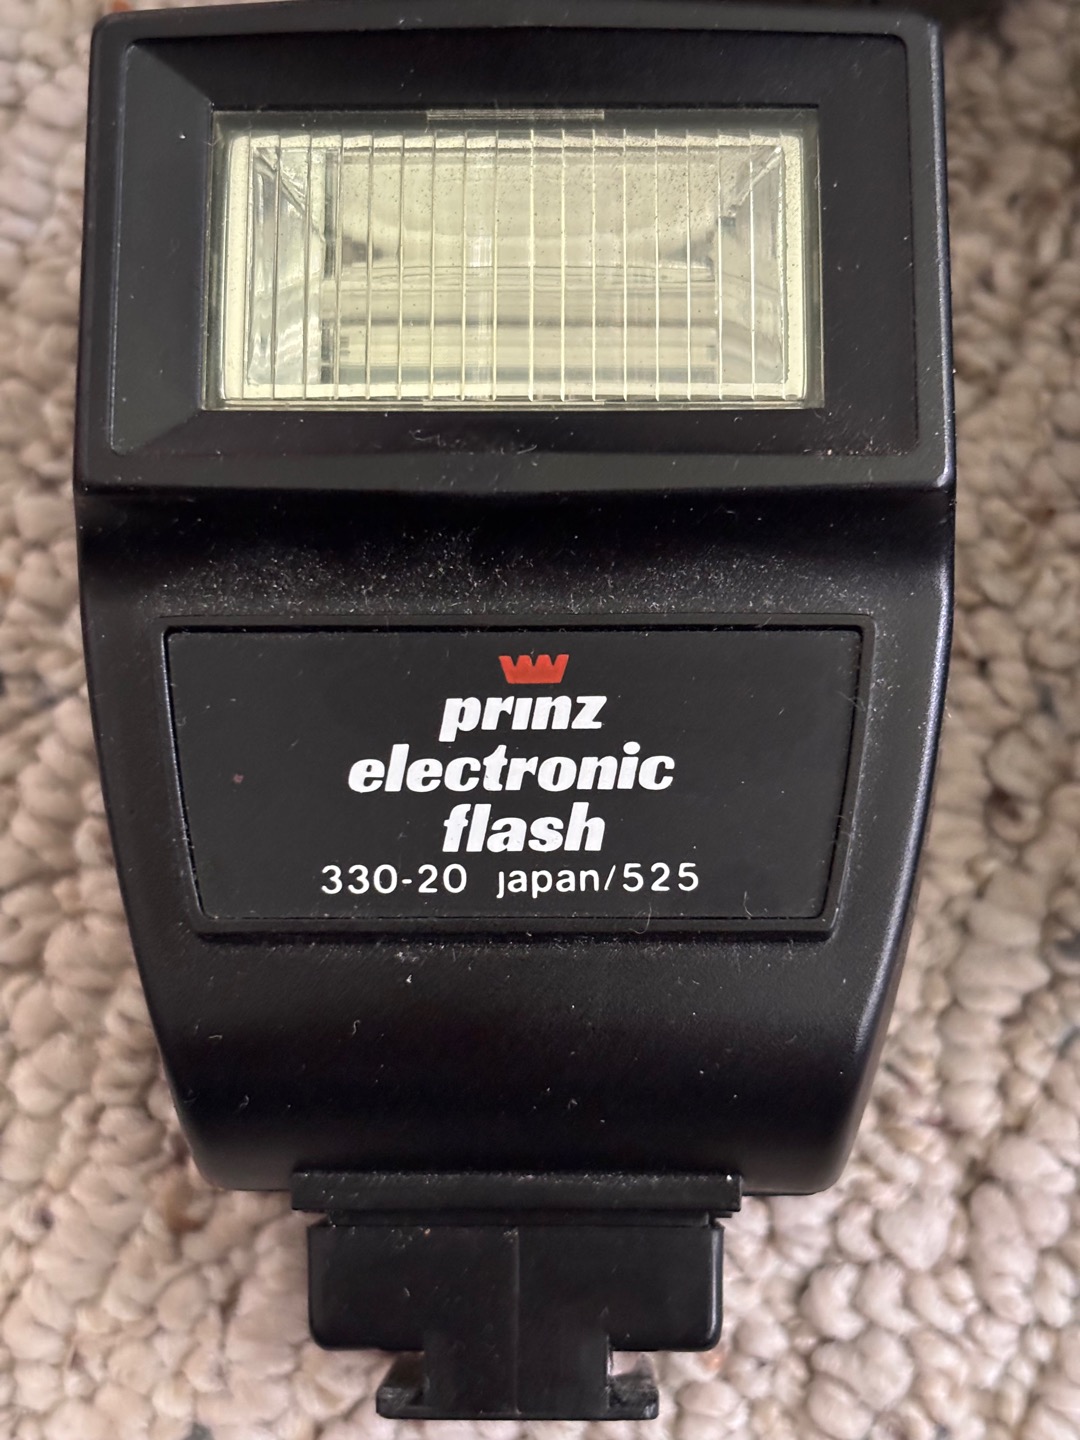 prinz
electronic
flash
330-20 japan/525